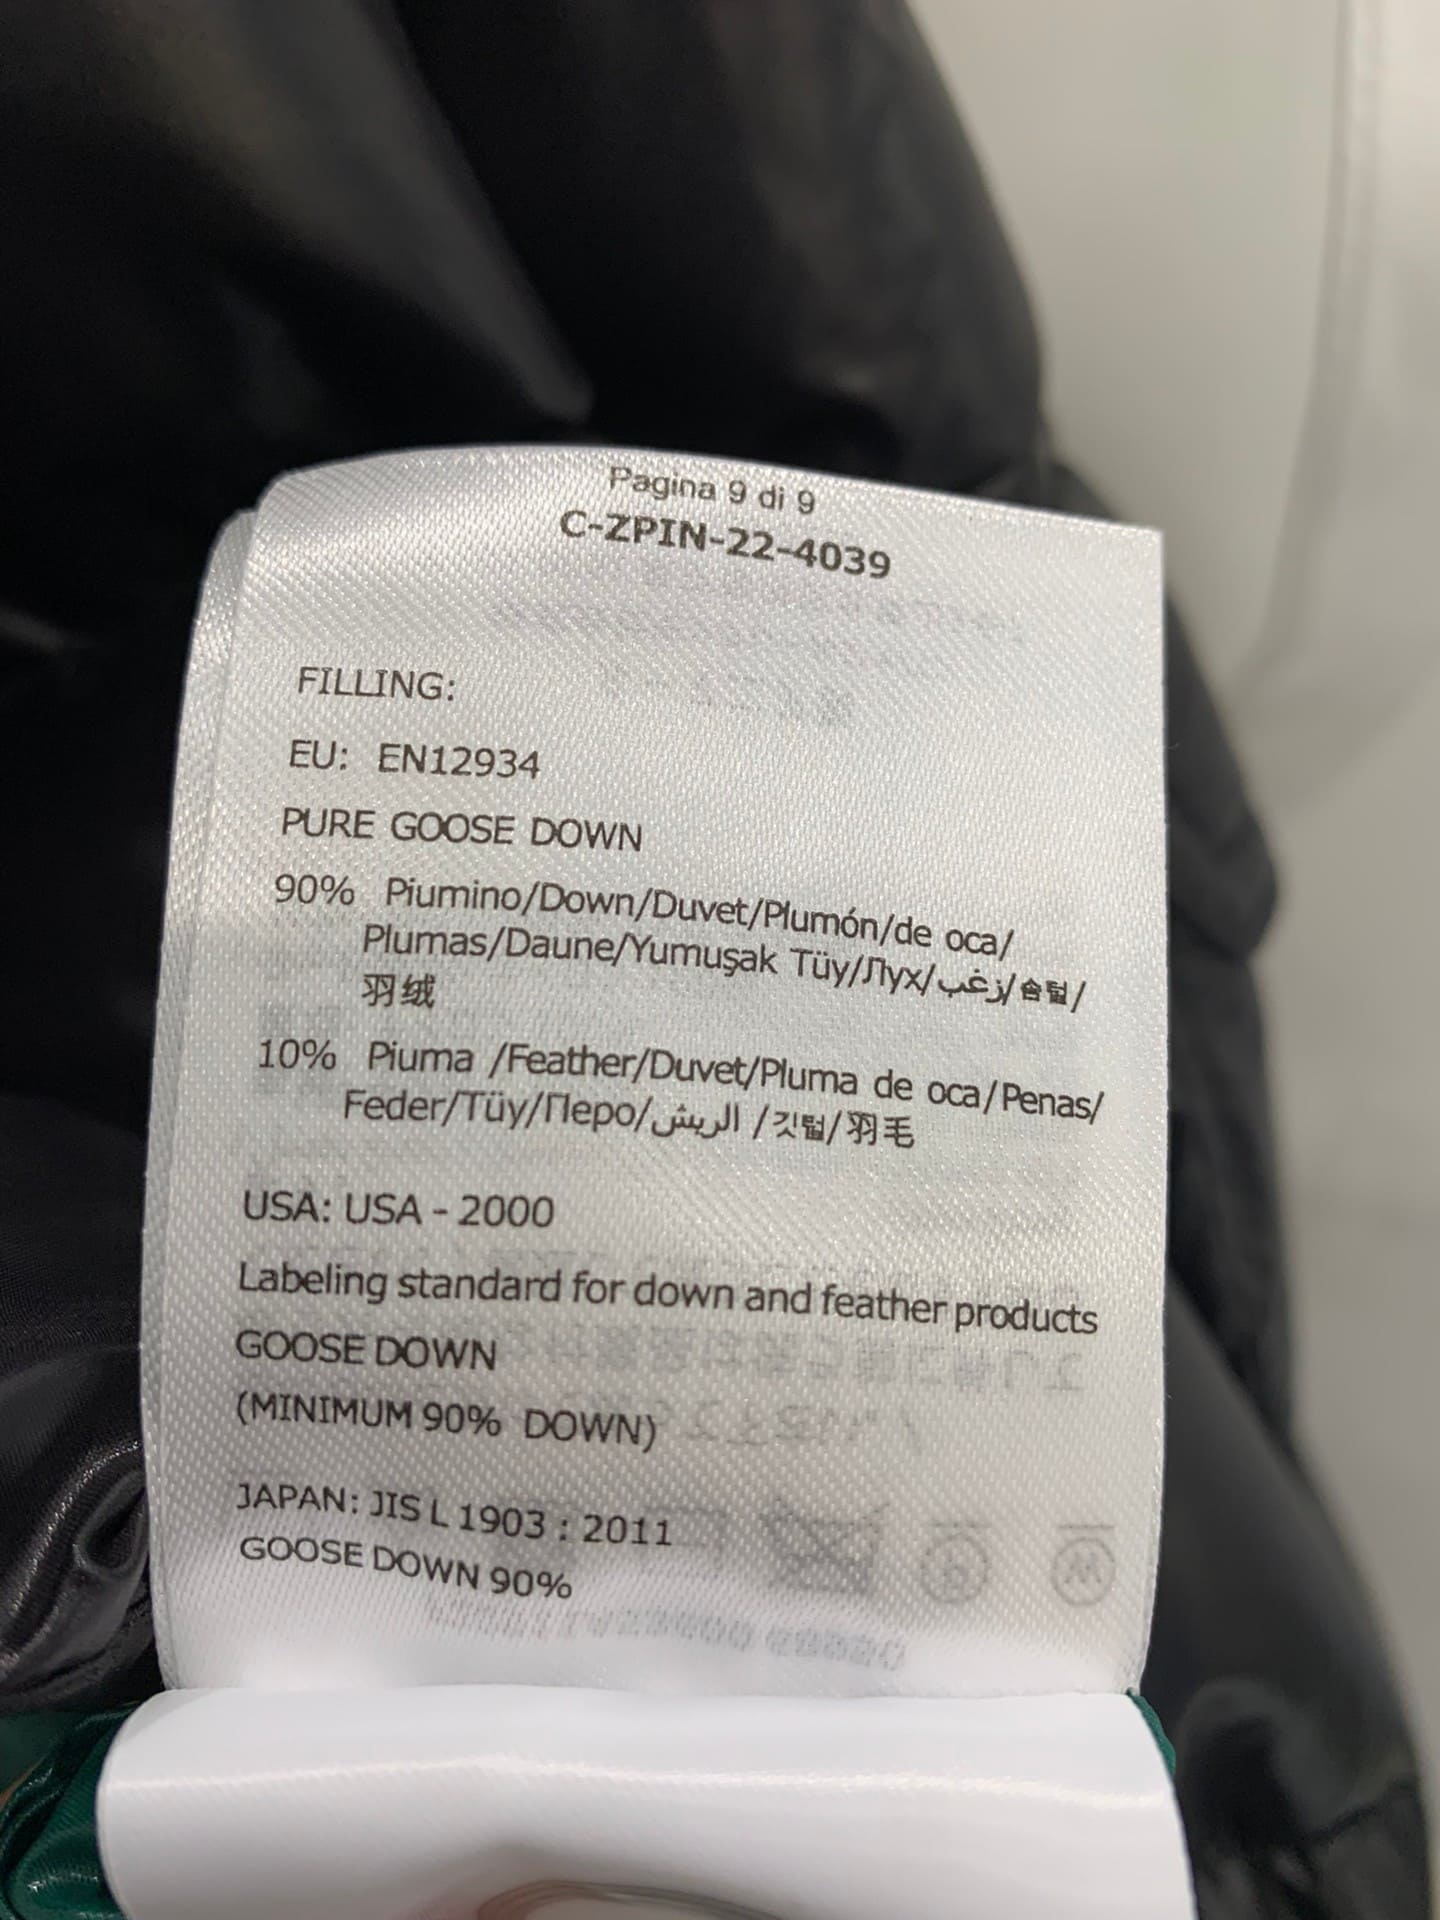 Pagina 9 di 9
C-ZPIN-22-4039
FILLING:
EU: EN12934
PURE GOOSE DOWN
90% Piumino/Down/Duvet/Plumón/de oca/
Plumas/Daune/Yumuşak Tüy/Лух/زغب/솜털/
羽绒
10% Piuma /Feather/Duvet/Pluma de oca/Penas/
Feder/Tüy/Перо/الريش /깃털/羽毛
USA: USA - 2000
Labeling standard for down and feather products
GOOSE DOWN
(MINIMUM 90% DOWN)
JAPAN: JIS L 1903 : 2011
GOOSE DOWN 90%